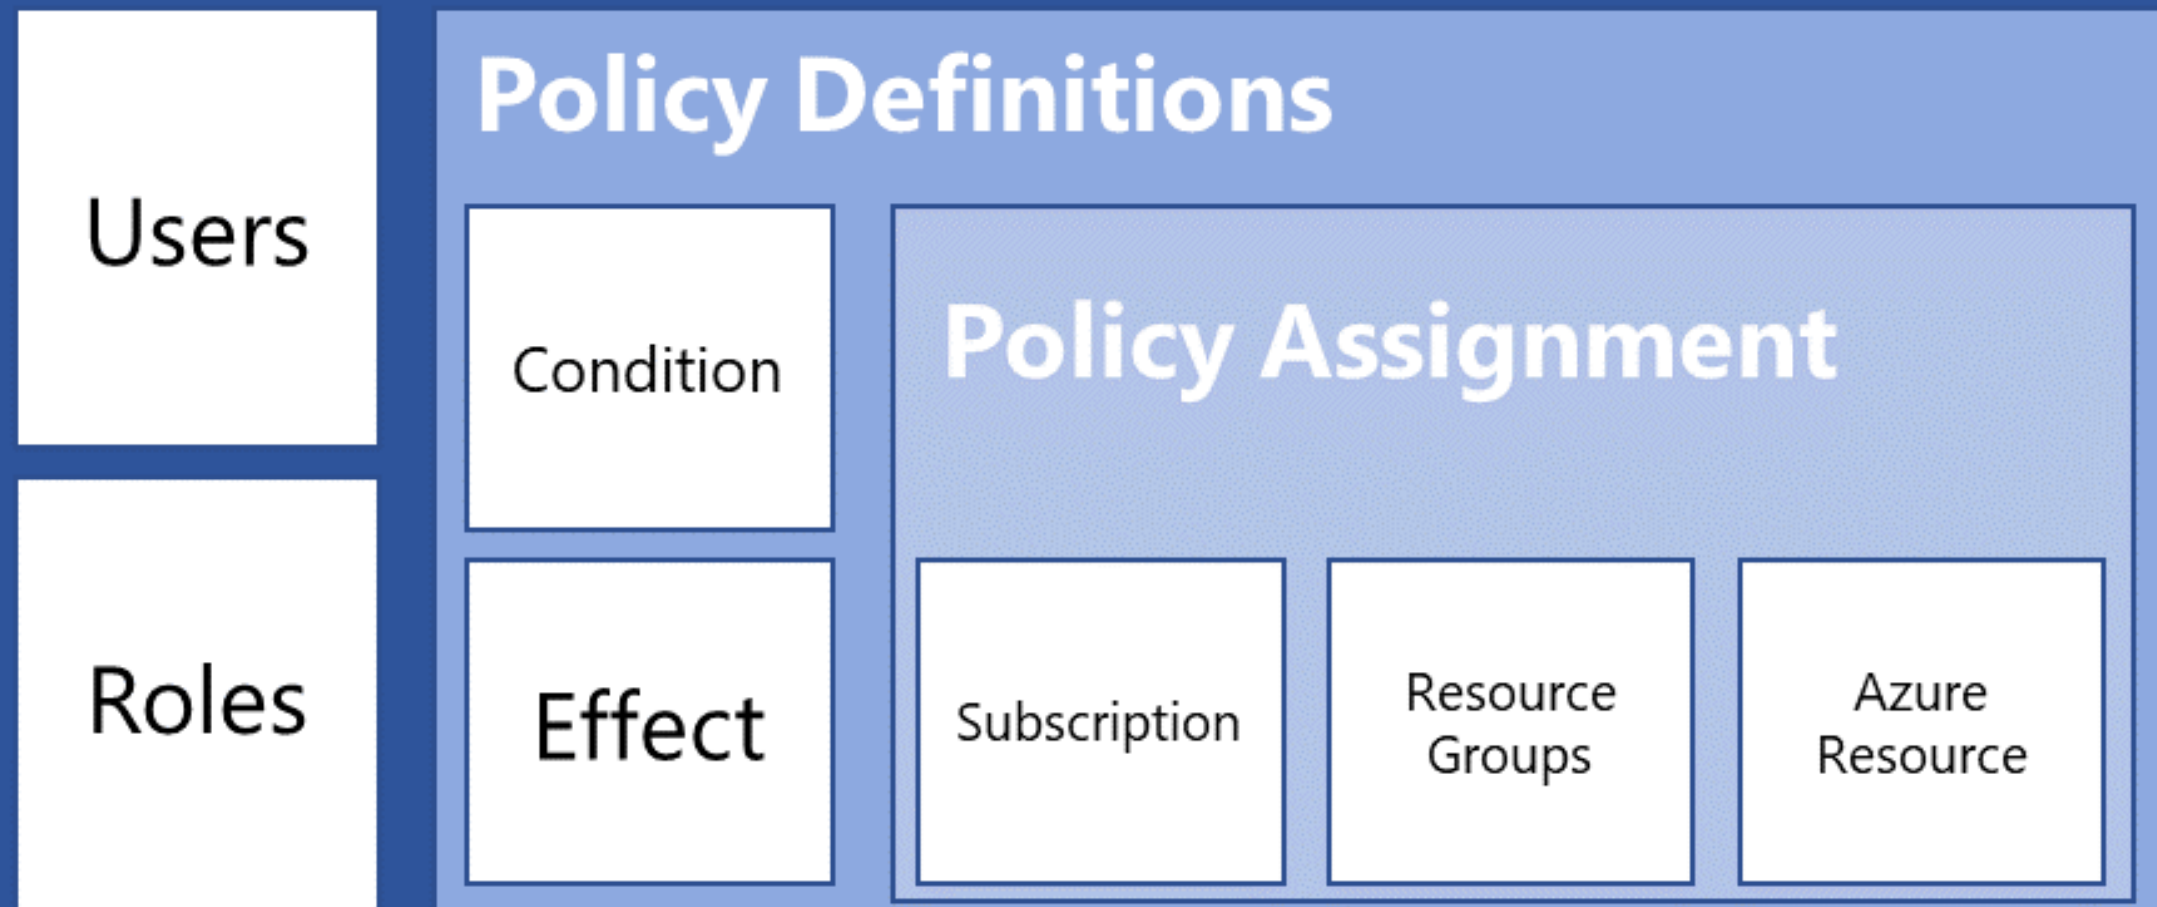 Users
Roles
Policy Definitions
Condition
Effect
Policy Assignment
Subscription
Resource
Groups
Azure
Resource